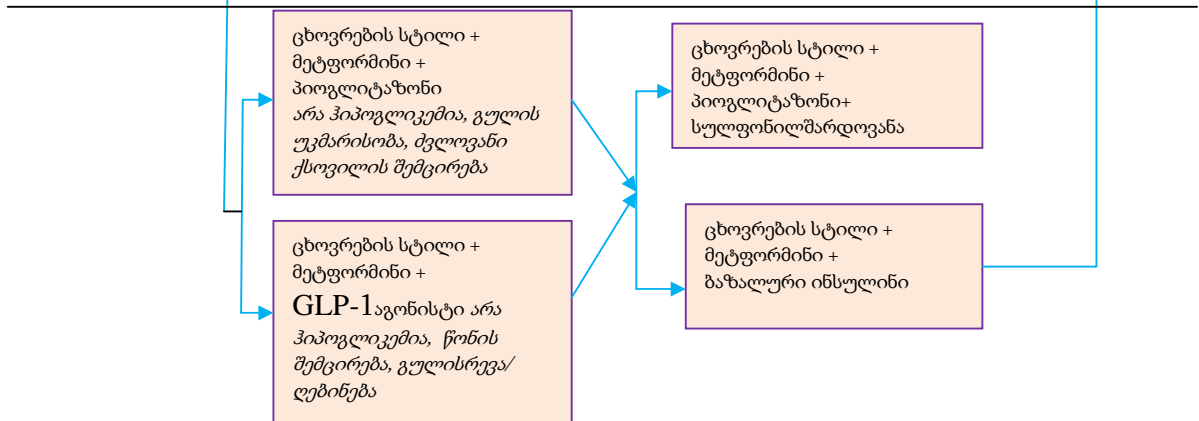 ცხოვრების სტილი +
მეტფორმინი +
პიოგლიტაზონი
არა ჰიპოგლიკემია, გულის
უკმარისობა, ძვლოვანი
ქსოვილის შემცირება
ცხოვრების სტილი +
მეტფორმინი +
GLP-1აგონისტი არა
ჰიპოგლიკემია, წონის
შემცირება, გულისრევა/
ღებინება
ცხოვრების სტილი +
მეტფორმინი +
პიოგლიტაზონი+
სულფონილშარდოვანა
ცხოვრების სტილი +
მეტფორმინი +
ბაზალური ინსულინი